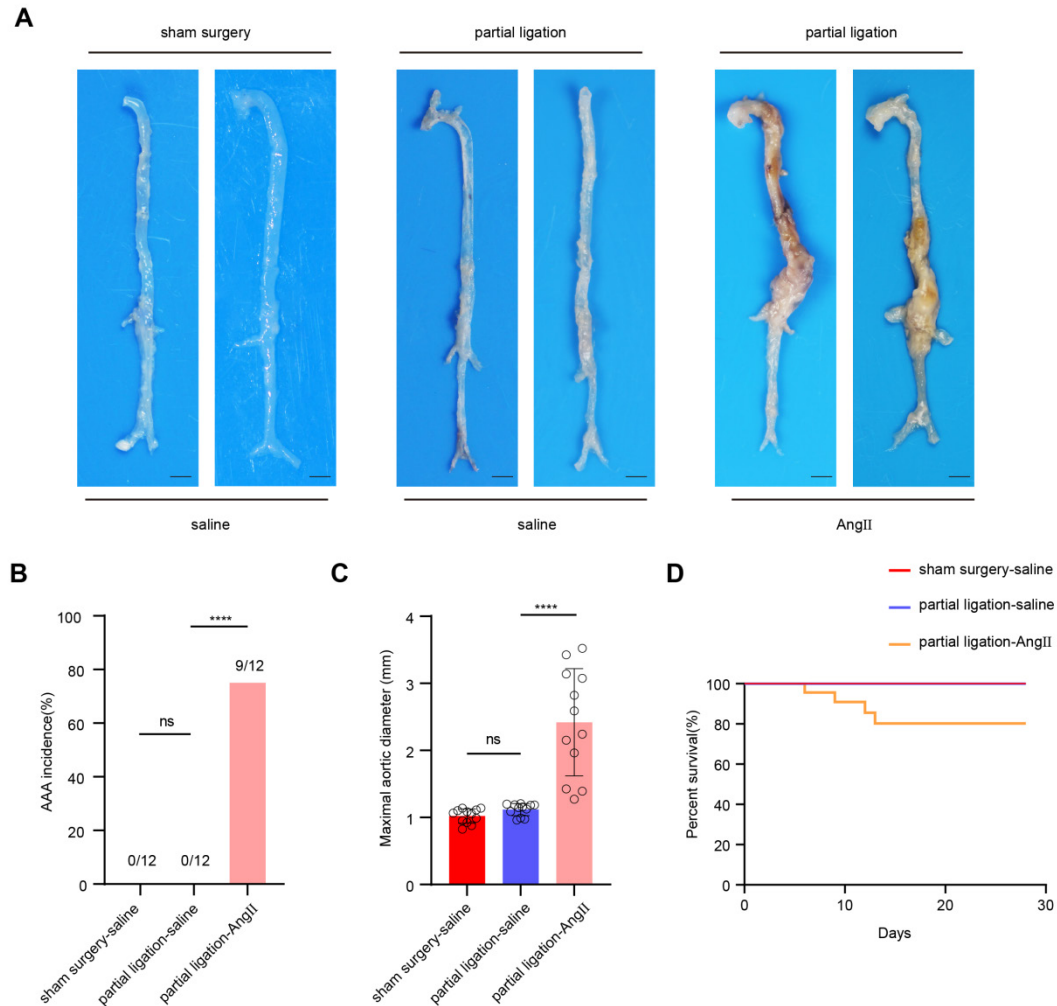 A
sham surgery
partial ligation
partial ligation
saline
saline
AngII
B
AAA incidence(%)
100
80
60
40
20
0
ns
****
0/12
0/12
9/12
sham surgery-saline
partial ligation-saline
partial ligation-AngII
C
Maximal aortic diameter (mm)
4
3
2
1
0
ns
****
sham surgery-saline
partial ligation-saline
partial ligation-AngII
D
sham surgery-saline
partial ligation-saline
partial ligation-AngII
Percent survival(%)
100
80
60
40
20
0
0
10
20
30
Days